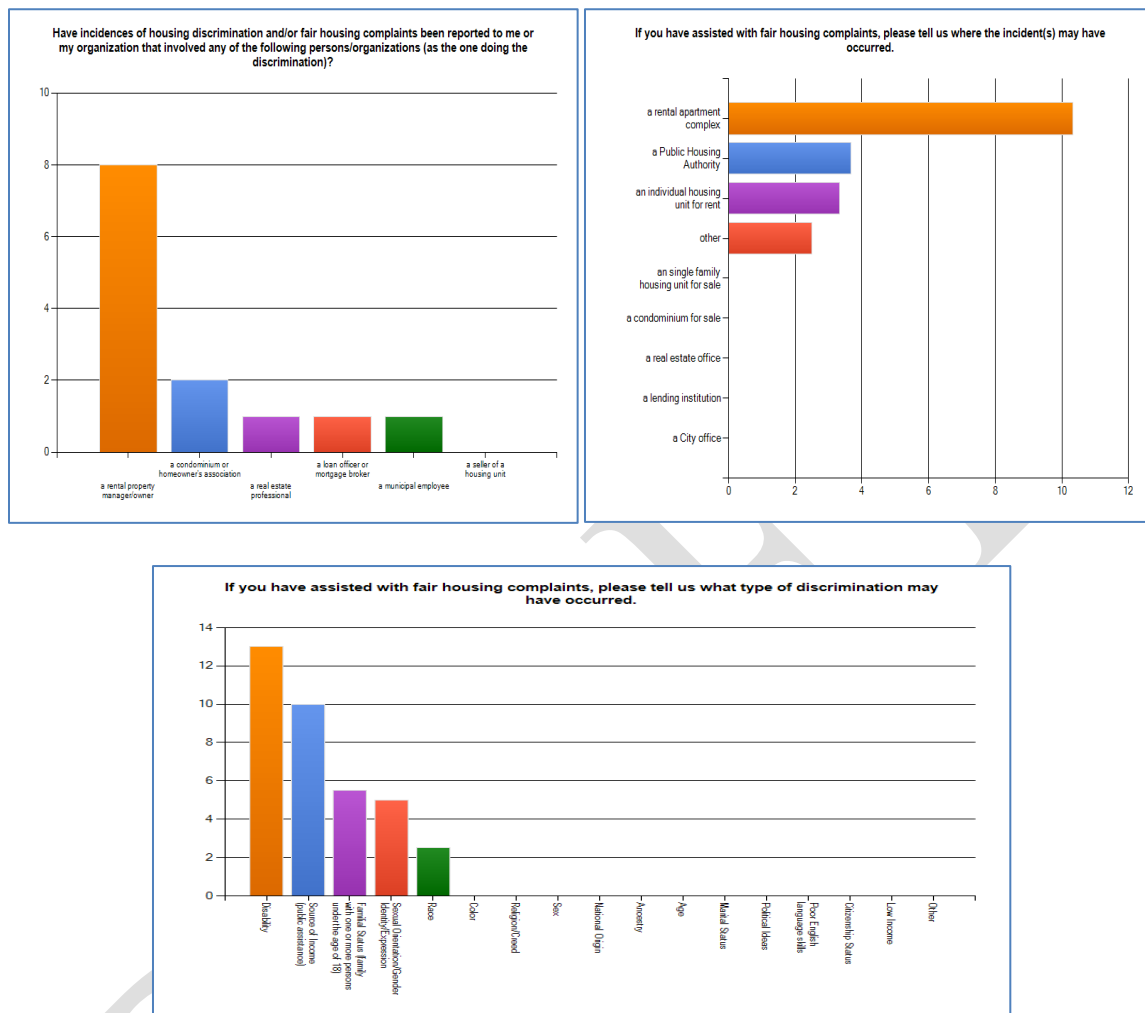 Have incidences of housing discrimination and/or fair housing complaints been reported to me or
my organization that involved any of the following persons/organizations (as the one doing the
discrimination)?
10
8
6
4
2
0
a rental property
manager/owner
a condominium or
homeowner's association
a real estate
professional
a loan officer or
mortgage broker
a municipal employee
a seller of a
housing unit
If you have assisted with fair housing complaints, please tell us where the incident(s) may have
occurred.
a rental apartment
complex
a Public Housing
Authority
an individual housing
unit for rent
other
an single family
housing unit for sale
a condominium for sale
a real estate office
a lending institution
a City office
0 2 4 6 8 10 12
If you have assisted with fair housing complaints, please tell us what type of discrimination may
have occurred.
14
12
10
8
6
4
2
0
Disability
Source of Income
(public assistance)
Familial Status (family
with one or more persons
under the age of 18)
Sexual Orientation/Gender
Identity/Expression
Race
Color
Religion/Creed
Sex
National Origin
Ancestry
Age
Marital Status
Political Ideas
Poor English
language skills
Citizenship Status
Low Income
Other